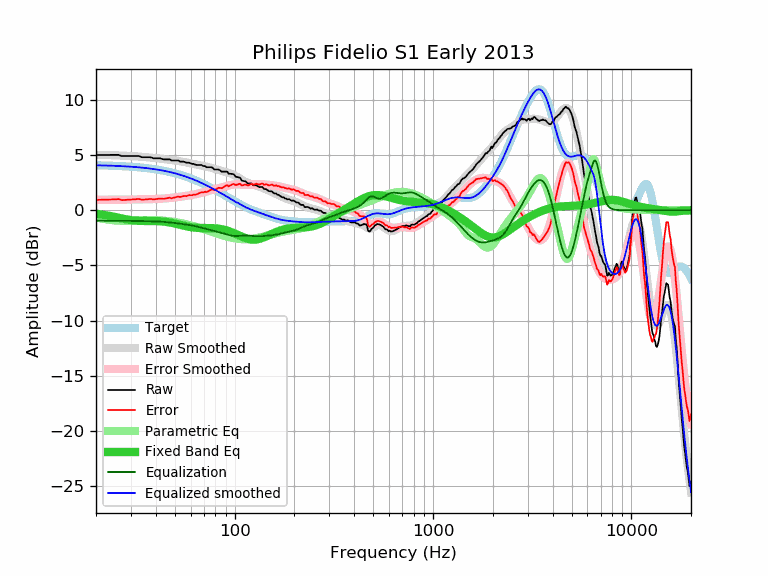 Philips Fidelio S1 Early 2013
10
5
0
−5
−10
−15
−20
−25
Amplitude (dBr)
Target
Raw Smoothed
Error Smoothed
Raw
Error
Parametric Eq
Fixed Band Eq
Equalization
Equalized smoothed
100
1000
10000
Frequency (Hz)